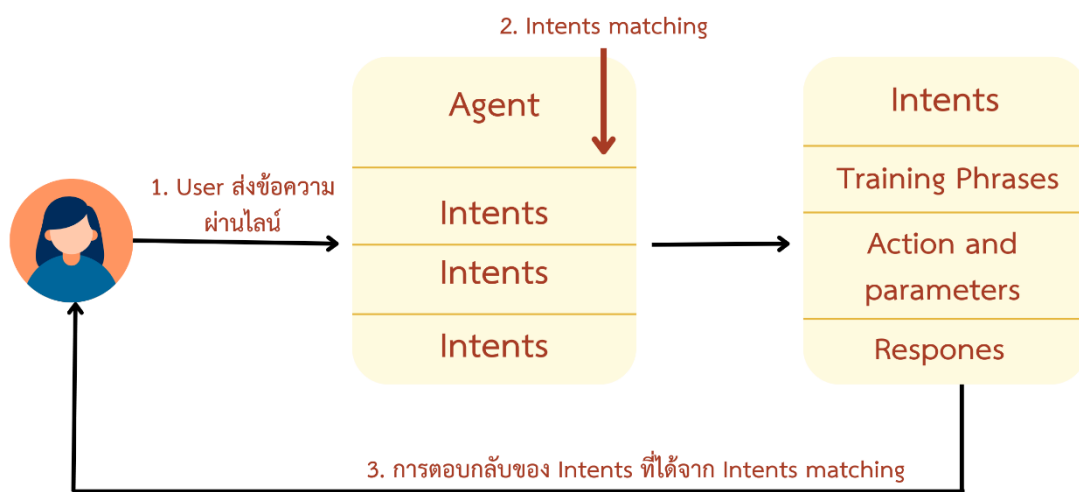 2. Intents matching
Agent
Intents
Intents
Intents
1. User ส่งข้อความ
ผ่านไลน์
Intents
Training Phrases
Action and
parameters
Respones
3. การตอบกลับของ Intents ที่ได้จาก Intents matching